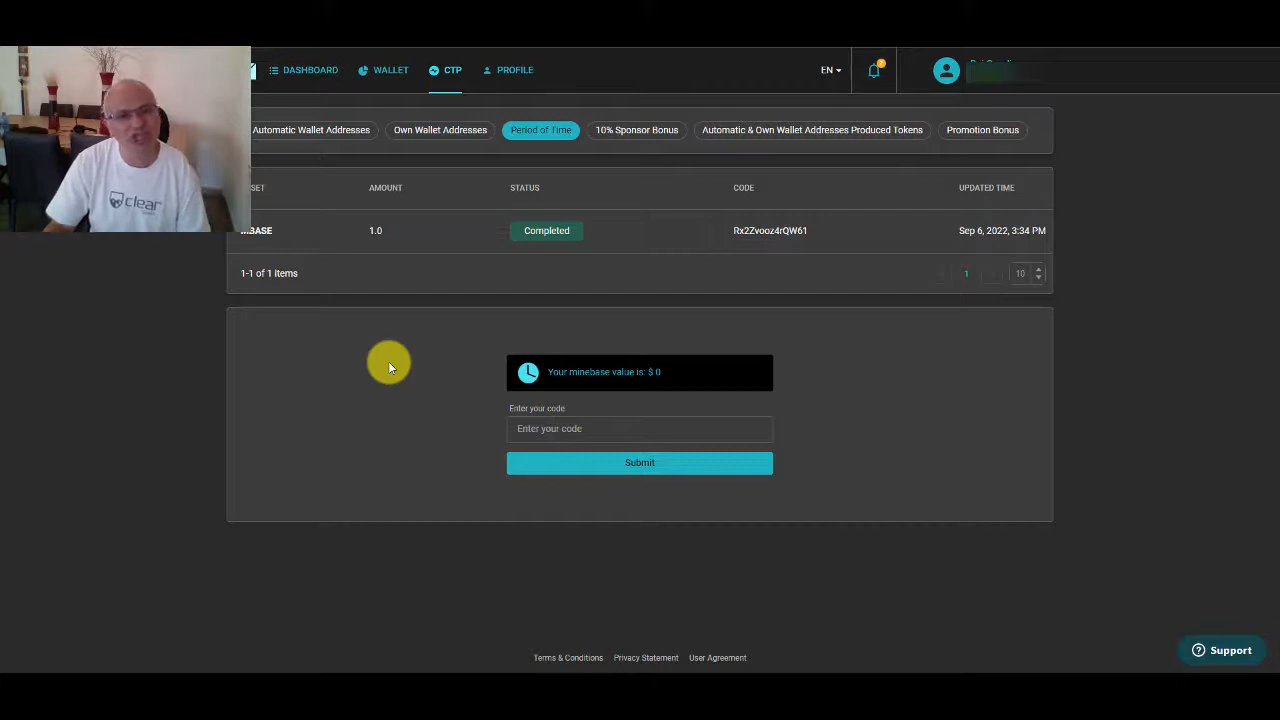 DASHBOARD WALLET CTP PROFILE EN
Automatic Wallet Addresses Own Wallet Addresses Period of Time 10% Sponsor Bonus Automatic & Own Wallet Addresses Produced Tokens Promotion Bonus
AMOUNT STATUS CODE UPDATED TIME
1.0 Completed Rx2Zvooz4rQW61 Sep 6, 2022, 3:34 PM
1-1 of 1 items 1 10
clear
Your minebase value is: $ 0
Enter your code
Enter your code
Submit
Support
Terms & Conditions Privacy Statement User Agreement